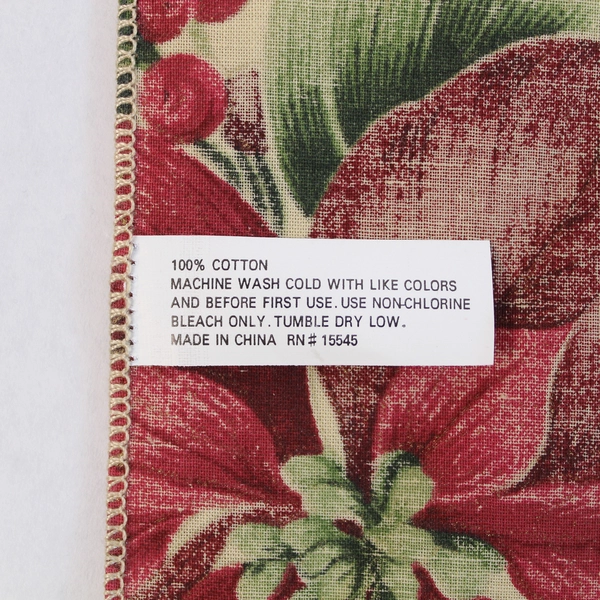 100% COTTON
MACHINE WASH COLD WITH LIKE COLORS
AND BEFORE FIRST USE. USE NON-CHLORINE
BLEACH ONLY. TUMBLE DRY LOW.
MADE IN CHINA RN# 15545